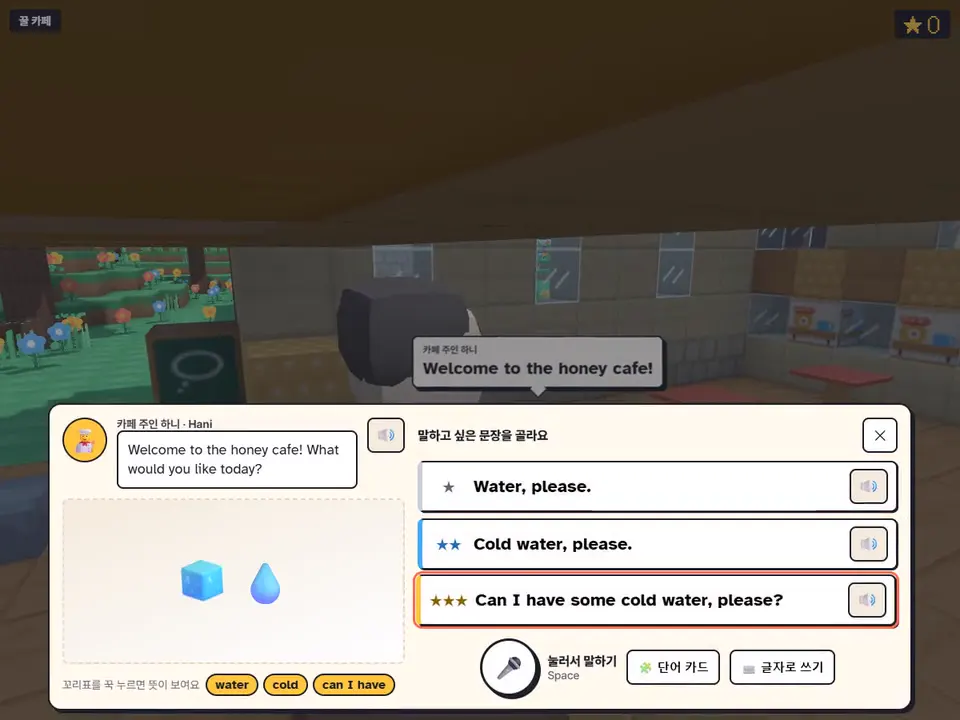 꿀 카페
★ 0
카페 주인 하니
Welcome to the honey cafe!
카페 주인 하니 · Hani
Welcome to the honey cafe! What
would you like today?
말하고 싶은 문장을 골라요
★ Water, please.
★★ Cold water, please.
★★★ Can I have some cold water, please?
꼬리표를 꾹 누르면 뜻이 보여요
water
cold
can I have
눌러서 말하기
Space
단어 카드
글자로 쓰기